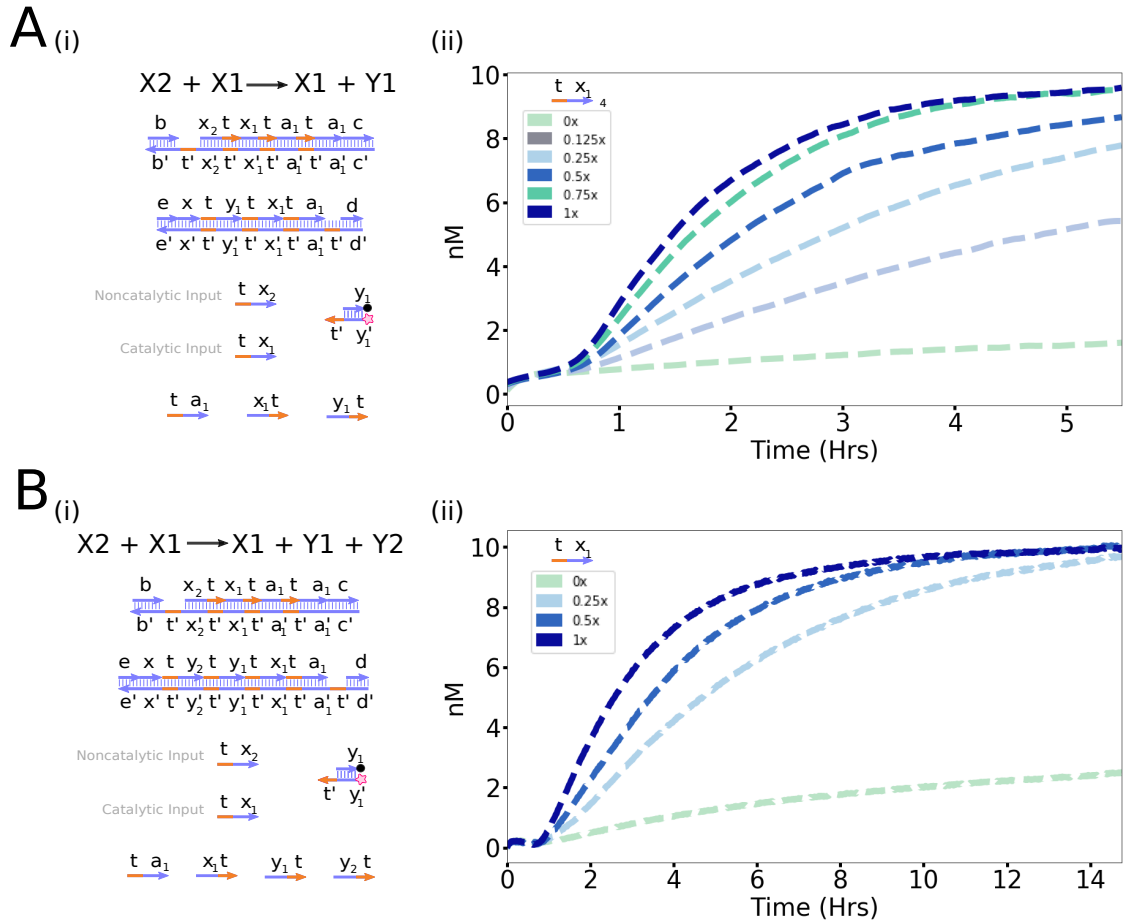 A (i)
X2 + X1 ⟶ X1 + Y1
b x₂ t x₁ t a₁ t a₁ c
b' t' x₂' t' x₁' t' a₁' t' a₁' c'
e x t y₁ t x₁ t a₁ d
e' x' t' y₁' t' x₁' t' a₁' t' d'
Noncatalytic Input
t x₂
Catalytic Input
t x₁
y₁
t' y₁'
t a₁
x₁ t
y₁ t
(ii)
t x₁ ₄
0x
0.125x
0.25x
0.5x
0.75x
1x
nM
10
8
6
4
2
0
0 1 2 3 4 5
Time (Hrs)
B (i)
X2 + X1 ⟶ X1 + Y1 + Y2
b x₂ t x₁ t a₁ t a₁ c
b' t' x₂' t' x₁' t' a₁' t' a₁' c'
e x t y₂ t y₁ t x₁ t a₁ d
e' x' t' y₂' t' y₁' t' x₁' t' a₁' t' d'
Noncatalytic Input
t x₂
Catalytic Input
t x₁
y₁
t' y₁'
t a₁
x₁ t
y₁ t
y₂ t
(ii)
t x₁
0x
0.25x
0.5x
1x
nM
10
8
6
4
2
0
0 2 4 6 8 10 12 14
Time (Hrs)